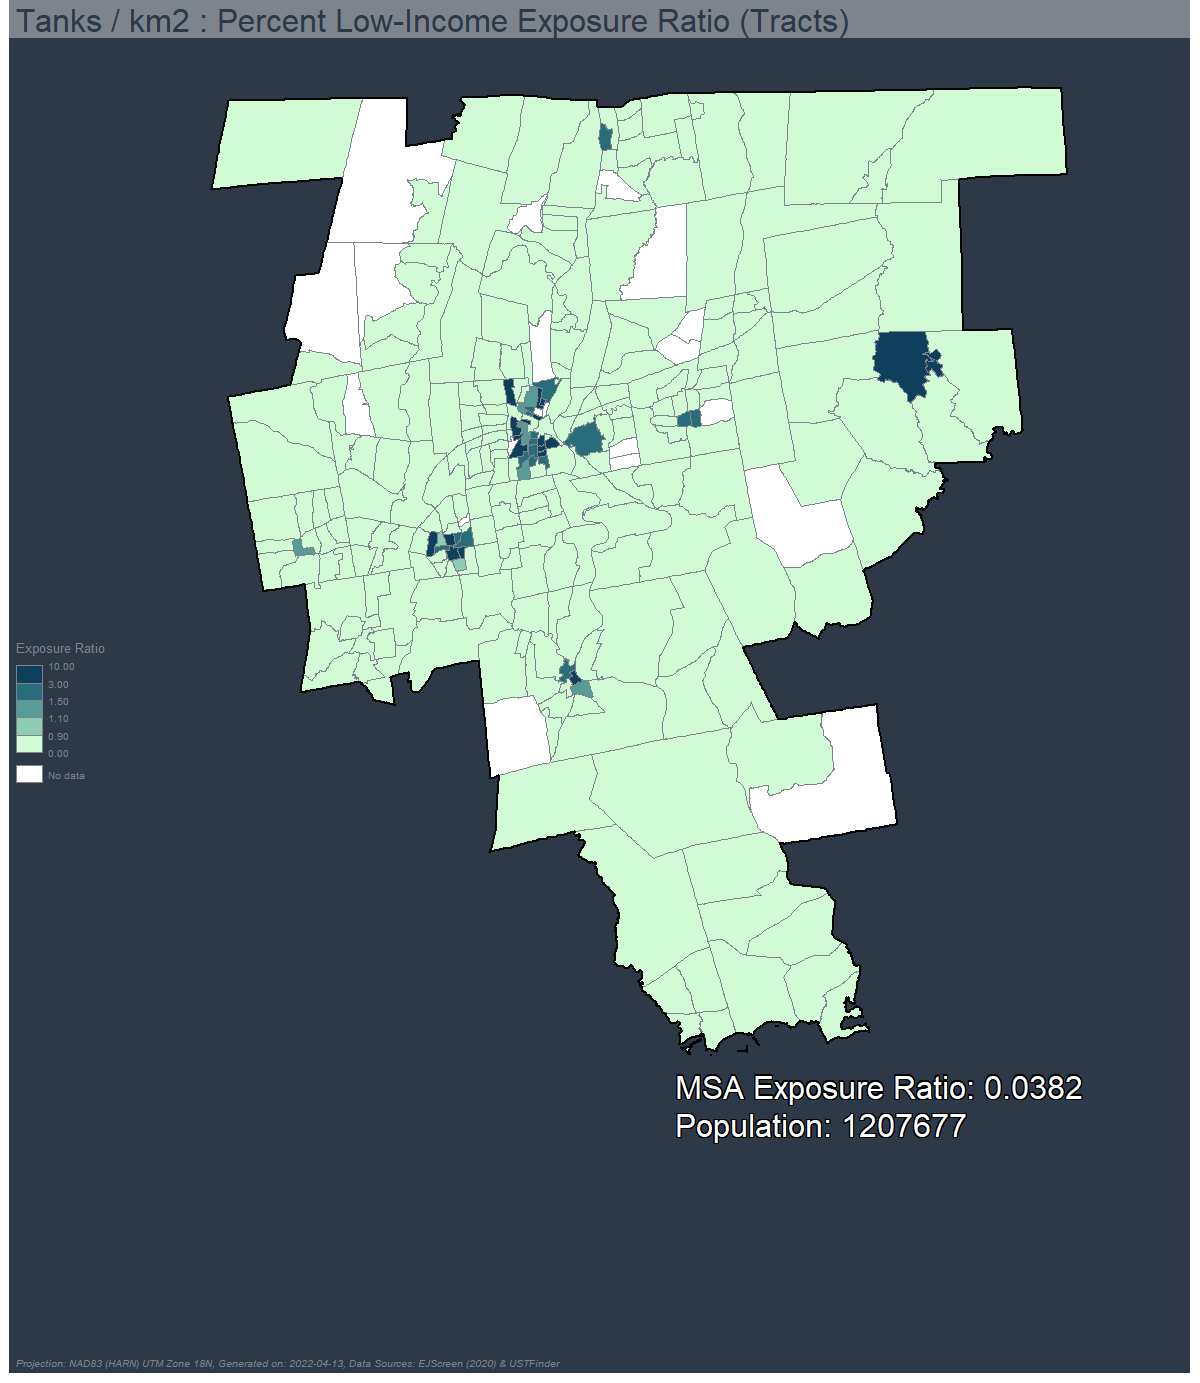 Tanks / km2 : Percent Low-Income Exposure Ratio (Tracts)
Exposure Ratio
10.00
3.00
1.50
1.10
0.90
0.00
No data
MSA Exposure Ratio: 0.0382
Population: 1207677
Projection: NAD83 (HARN) UTM Zone 18N, Generated on: 2022-04-13, Data Sources: EJScreen (2020) & USTFinder